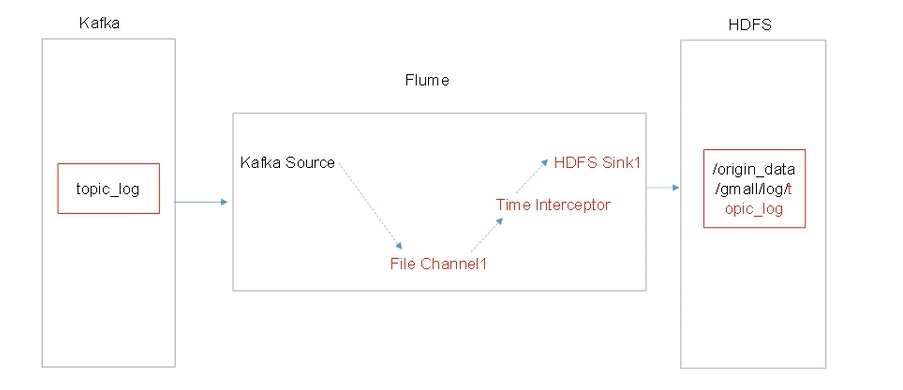 Kafka
HDFS
Flume
topic_log
Kafka Source
HDFS Sink1
Time Interceptor
File Channel1
/origin_data
/gmall/log/t
opic_log